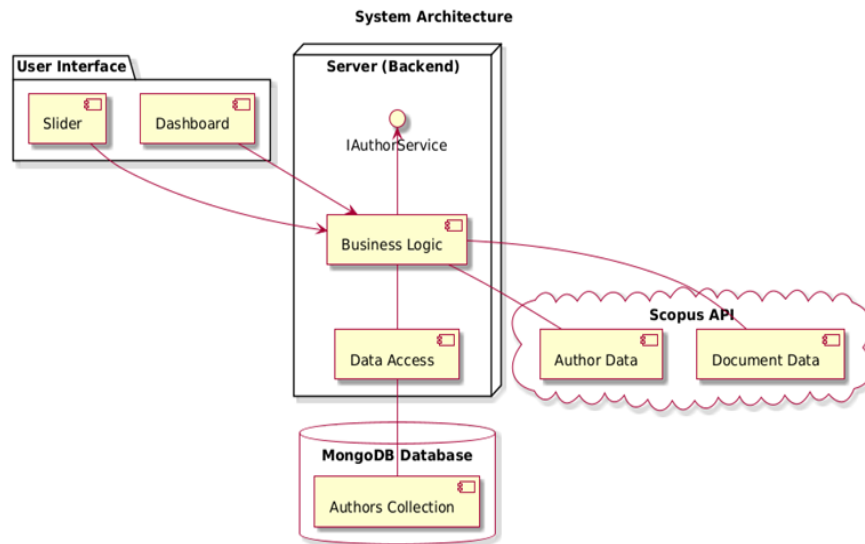 System Architecture
User Interface
Slider
Dashboard
Server (Backend)
IAuthorService
Business Logic
Data Access
Scopus API
Author Data
Document Data
MongoDB Database
Authors Collection